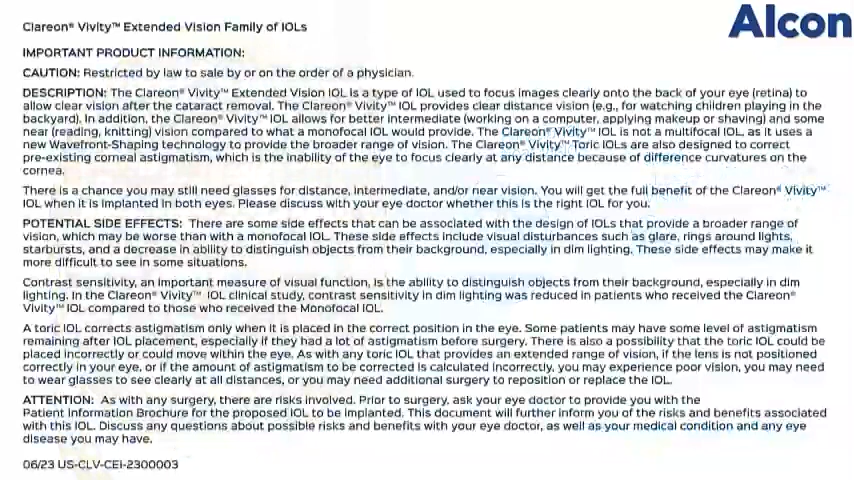 Clareon® Vivity™ Extended Vision Family of IOLs
Alcon
IMPORTANT PRODUCT INFORMATION:
CAUTION: Restricted by law to sale by or on the order of a physician.
DESCRIPTION: The Clareon® Vivity™ Extended Vision IOL is a type of IOL used to focus images clearly onto the back of your eye (retina) to
allow clear vision after the cataract removal. The Clareon® Vivity™ IOL provides clear distance vision (e.g., for watching children playing in the
backyard). In addition, the Clareon® Vivity™ IOL allows for better intermediate (working on a computer, applying makeup or shaving) and some
near (reading, knitting) vision compared to what a monofocal IOL would provide. The Clareon® Vivity™ IOL is not a multifocal IOL, as it uses a
new Wavefront-Shaping technology to provide the broader range of vision. The Clareon® Vivity™ Toric IOLs are also designed to correct
pre-existing corneal astigmatism, which is the inability of the eye to focus clearly at any distance because of difference curvatures on the
cornea.
There is a chance you may still need glasses for distance, intermediate, and/or near vision. You will get the full benefit of the Clareon® Vivity™
IOL when it is implanted in both eyes. Please discuss with your eye doctor whether this is the right IOL for you.
POTENTIAL SIDE EFFECTS: There are some side effects that can be associated with the design of IOLs that provide a broader range of
vision, which may be worse than with a monofocal IOL. These side effects include visual disturbances such as glare, rings around lights,
starbursts, and a decrease in ability to distinguish objects from their background, especially in dim lighting. These side effects may make it
more difficult to see in some situations.
Contrast sensitivity, an important measure of visual function, is the ability to distinguish objects from their background, especially in dim
lighting. In the Clareon® Vivity™ IOL clinical study, contrast sensitivity in dim lighting was reduced in patients who received the Clareon®
Vivity™ IOL compared to those who received the Monofocal IOL.
A toric IOL corrects astigmatism only when it is placed in the correct position in the eye. Some patients may have some level of astigmatism
remaining after IOL placement, especially if they had a lot of astigmatism before surgery. There is also a possibility that the toric IOL could be
placed incorrectly or could move within the eye. As with any toric IOL that provides an extended range of vision, if the lens is not positioned
correctly in your eye, or if the amount of astigmatism to be corrected is calculated incorrectly, you may experience poor vision, you may need
to wear glasses to see clearly at all distances, or you may need additional surgery to reposition or replace the IOL.
ATTENTION: As with any surgery, there are risks involved. Prior to surgery, ask your eye doctor to provide you with the
Patient Information Brochure for the proposed IOL to be implanted. This document will further inform you of the risks and benefits associated
with this IOL. Discuss any questions about possible risks and benefits with your eye doctor, as well as your medical condition and any eye
disease you may have.
06/23 US-CLV-CEI-2300003